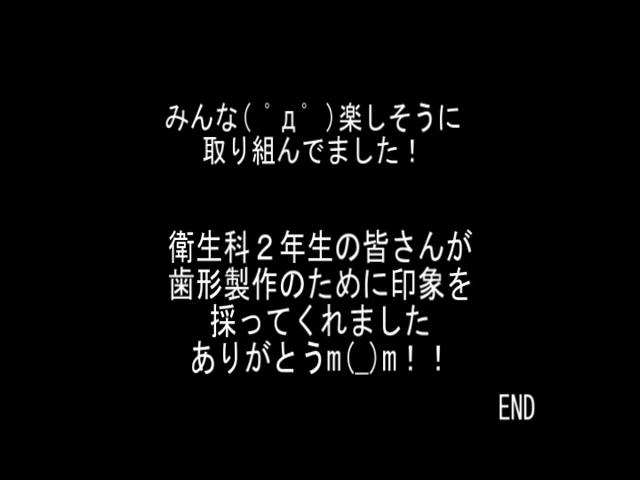 みんな( ﾟдﾟ )楽しそうに
取り組んでました！
衛生科２年生の皆さんが
歯形製作のために印象を
採ってくれました
ありがとうm(_)m！！
END